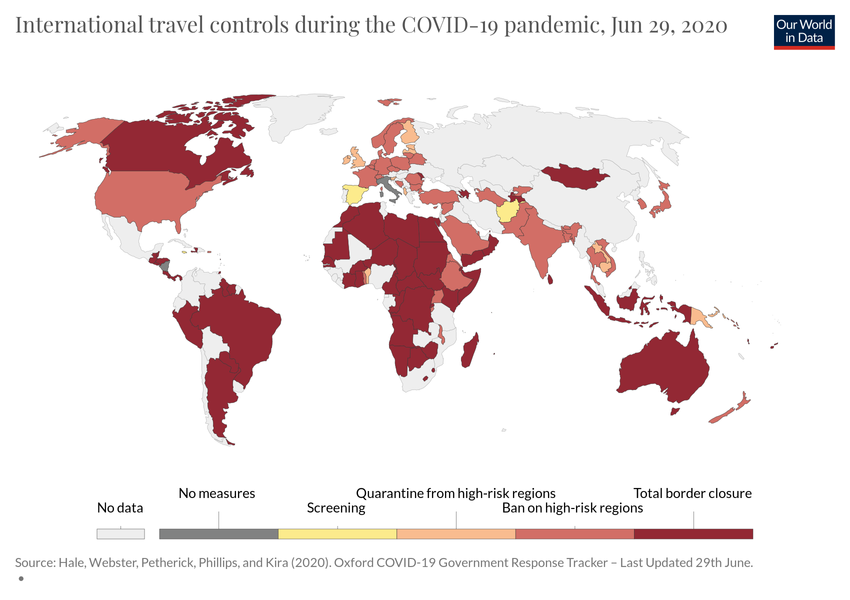 International travel controls during the COVID-19 pandemic, Jun 29, 2020
Our World
in Data
No data
No measures
Screening
Quarantine from high-risk regions
Ban on high-risk regions
Total border closure
Source: Hale, Webster, Petherick, Phillips, and Kira (2020). Oxford COVID-19 Government Response Tracker – Last Updated 29th June.